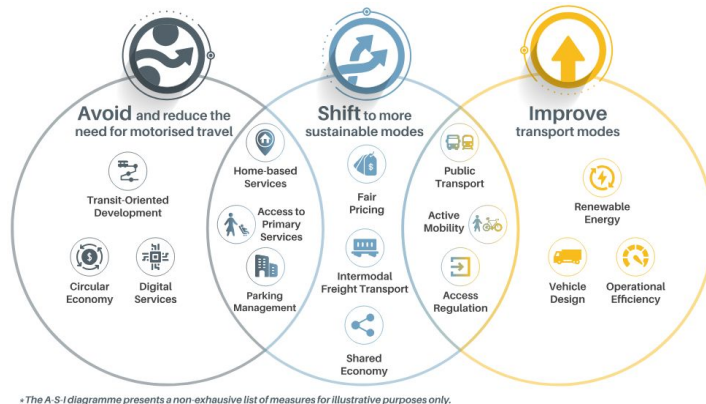 Avoid and reduce the
need for motorised travel
Shift to more
sustainable modes
Improve
transport modes
Transit-Oriented
Development
Circular
Economy
Digital
Services
Home-based
Services
Access to
Primary
Services
Parking
Management
Fair
Pricing
Intermodal
Freight Transport
Shared
Economy
Public
Transport
Active
Mobility
Access
Regulation
Renewable
Energy
Vehicle
Design
Operational
Efficiency
* The A-S-I diagramme presents a non-exhausive list of measures for illustrative purposes only.